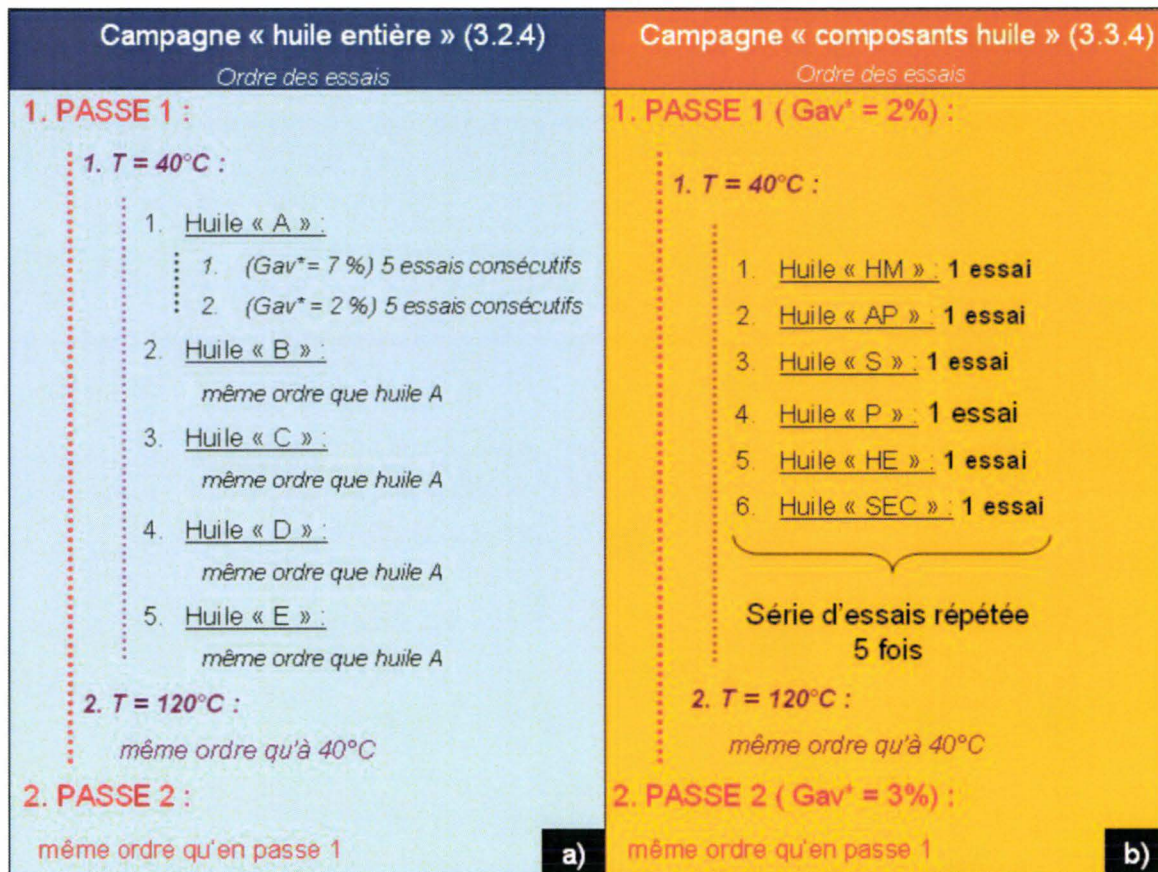 Campagne « huile entière » (3.2.4)
Ordre des essais
1. PASSE 1 :
1. T = 40°C :
1. Huile « A » :
1. (Gav* = 7 %) 5 essais consécutifs
2. (Gav* = 2 %) 5 essais consécutifs
2. Huile « B » :
même ordre que huile A
3. Huile « C » :
même ordre que huile A
4. Huile « D » :
même ordre que huile A
5. Huile « E » :
même ordre que huile A
2. T = 120°C :
même ordre qu'à 40°C
2. PASSE 2 :
même ordre qu'en passe 1
a)
Campagne « composants huile » (3.3.4)
Ordre des essais
1. PASSE 1 ( Gav* = 2%) :
1. T = 40°C :
1. Huile « HM » : 1 essai
2. Huile « AP » : 1 essai
3. Huile « S » : 1 essai
4. Huile « P » : 1 essai
5. Huile « HE » : 1 essai
6. Huile « SEC » : 1 essai
Série d'essais répétée
5 fois
2. T = 120°C :
même ordre qu'à 40°C
2. PASSE 2 ( Gav* = 3%) :
même ordre qu'en passe 1
b)